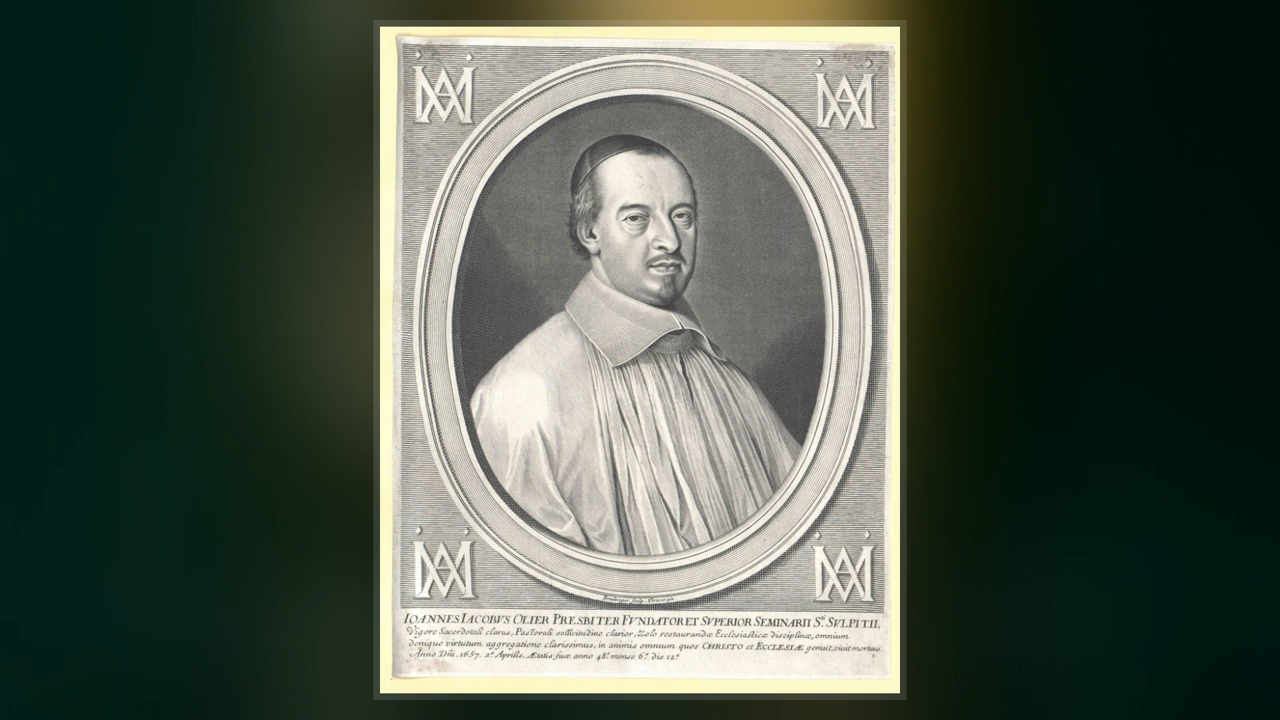 IOANNES IACOBVS OLIER PRESBITER FVNDATOR ET SVPERIOR SEMINARII Sti. SVLPITII,
Vigore Sacerdotali clarus, Pastorali sollicitudine clarior, Zelo restaurandæ Ecclesiasticæ disciplinæ, omnium
denique virtutum aggregatione clarissimus, in animis omnium quos CHRISTO et ECCLESIÆ genuit, vivit mortuus
Anno Dñi. 1657. 2.ª Aprilis. Ætatis suæ anno 48.º mense 6.º die 12.º